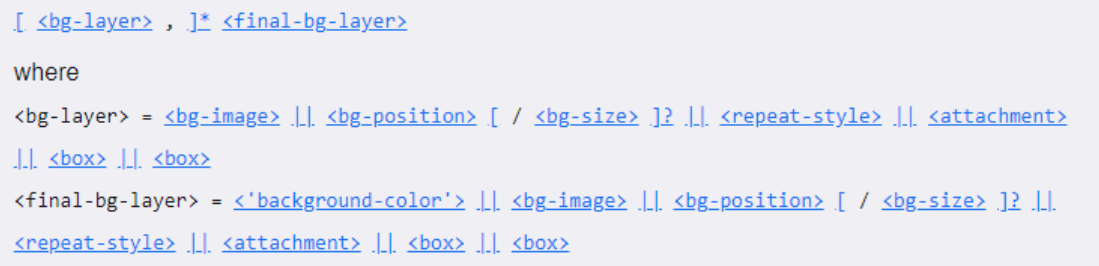 [ <bg-layer> , ]* <final-bg-layer>
where
<bg-layer> = <bg-image> || <bg-position> [ / <bg-size> ]? || <repeat-style> || <attachment>
|| <box> || <box>
<final-bg-layer> = <'background-color'> || <bg-image> || <bg-position> [ / <bg-size> ]? ||
<repeat-style> || <attachment> || <box> || <box>